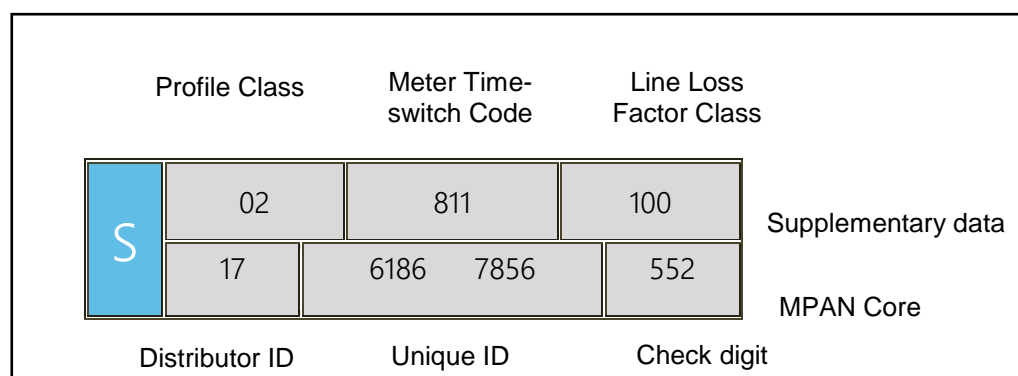 Profile Class Meter Time- Line Loss
switch Code Factor Class
S 02 811 100 Supplementary data
17 6186 7856 552 MPAN Core
Distributor ID Unique ID Check digit